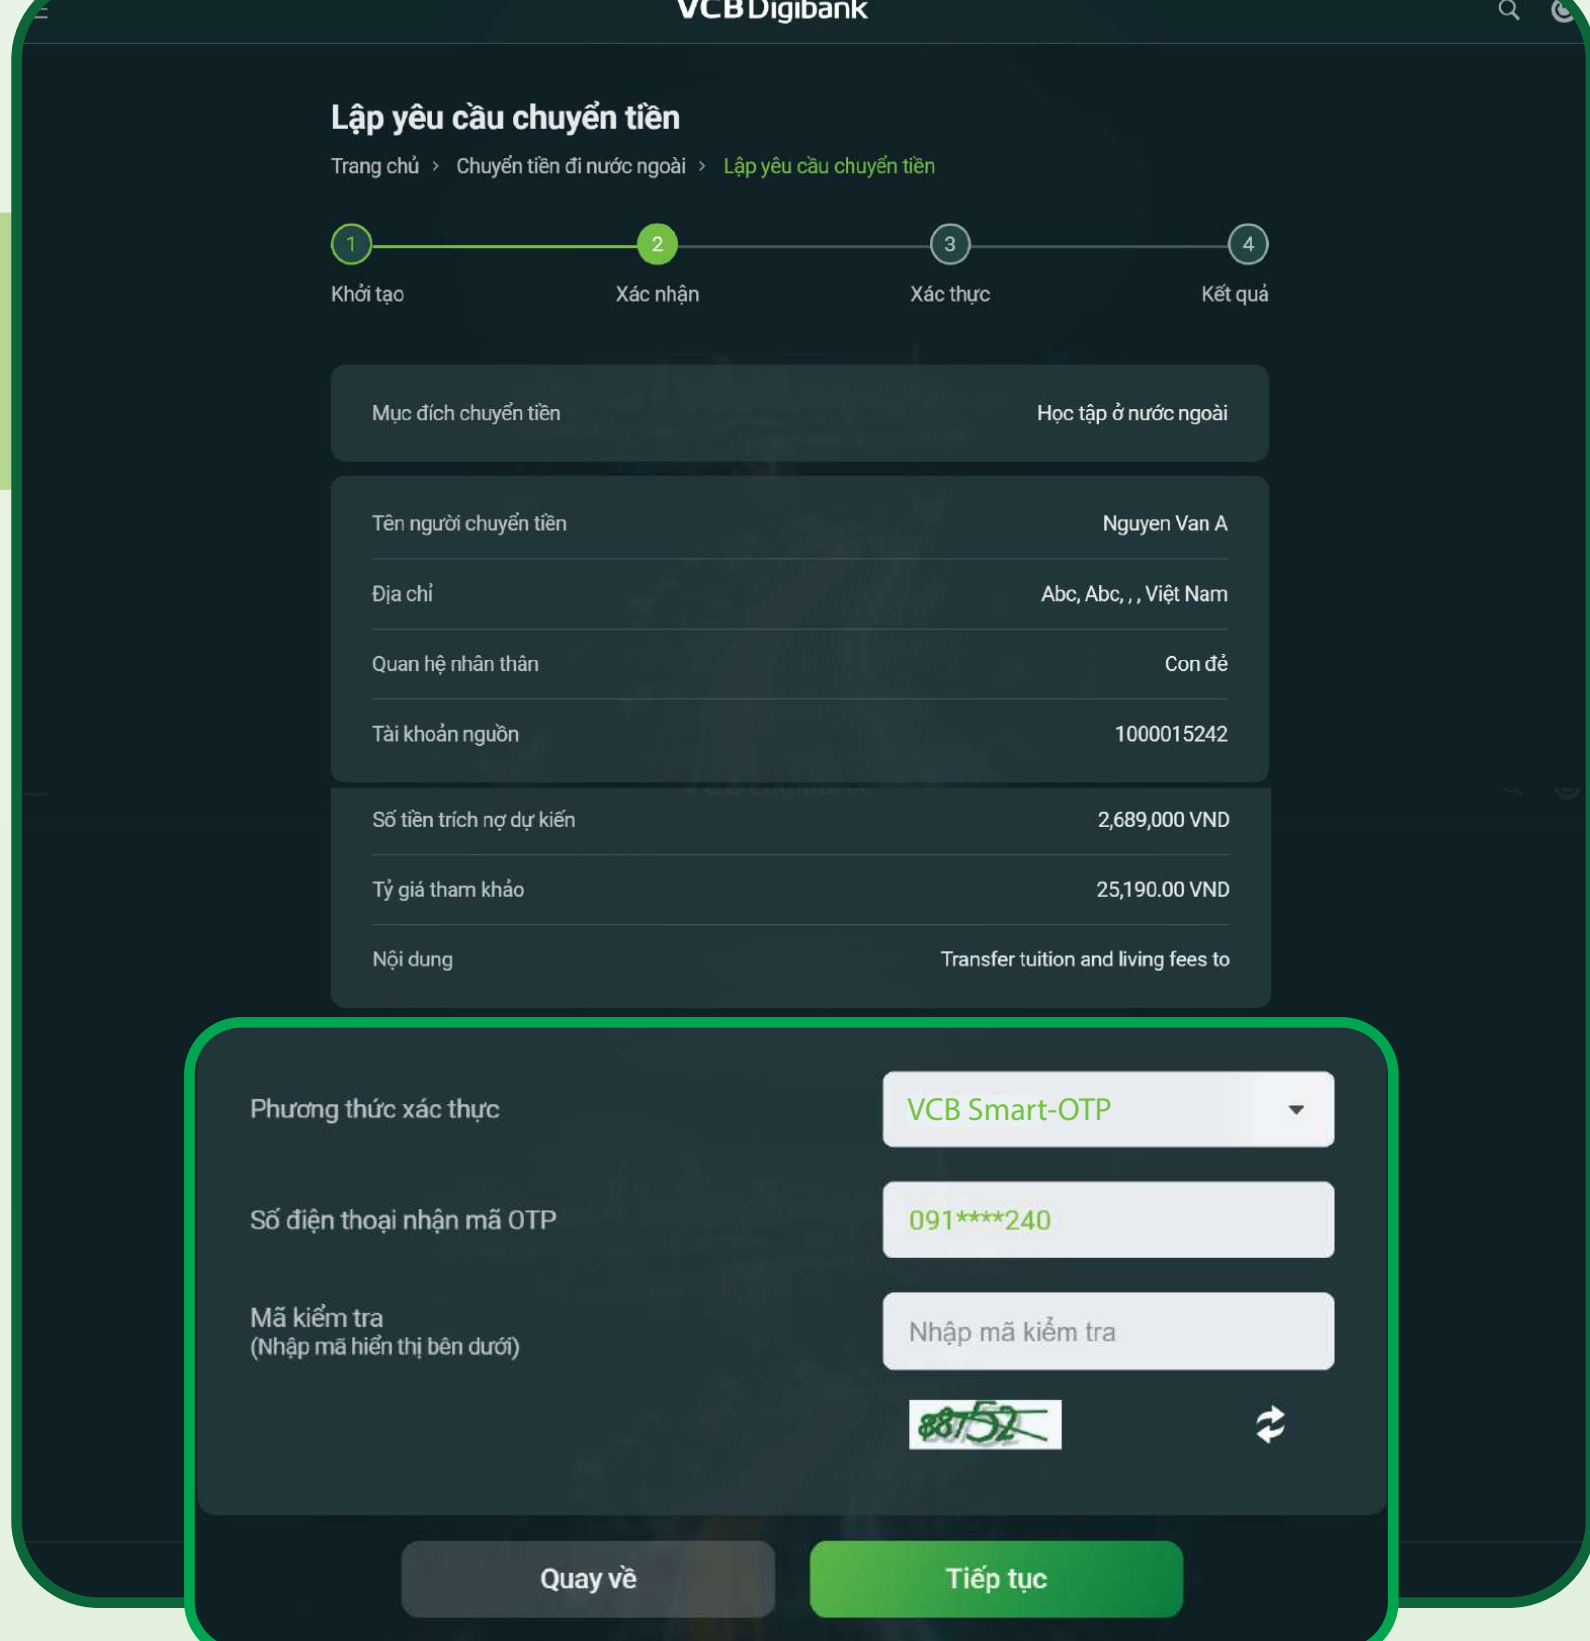 VCB Digibank
Lập yêu cầu chuyển tiền
Trang chủ > Chuyển tiền đi nước ngoài > Lập yêu cầu chuyển tiền
1 2 3 4
Khởi tạo Xác nhận Xác thực Kết quả
Mục đích chuyển tiền Học tập ở nước ngoài
Tên người chuyển tiền Nguyen Van A
Địa chỉ Abc, Abc, , , Việt Nam
Quan hệ nhân thân Con đẻ
Tài khoản nguồn 1000015242
Số tiền trích nợ dự kiến 2,689,000 VND
Tỷ giá tham khảo 25,190.00 VND
Nội dung Transfer tuition and living fees to
Phương thức xác thực VCB Smart-OTP
Số điện thoại nhận mã OTP 091****240
Mã kiểm tra Nhập mã kiểm tra
(Nhập mã hiển thị bên dưới)
88752
Quay về Tiếp tục